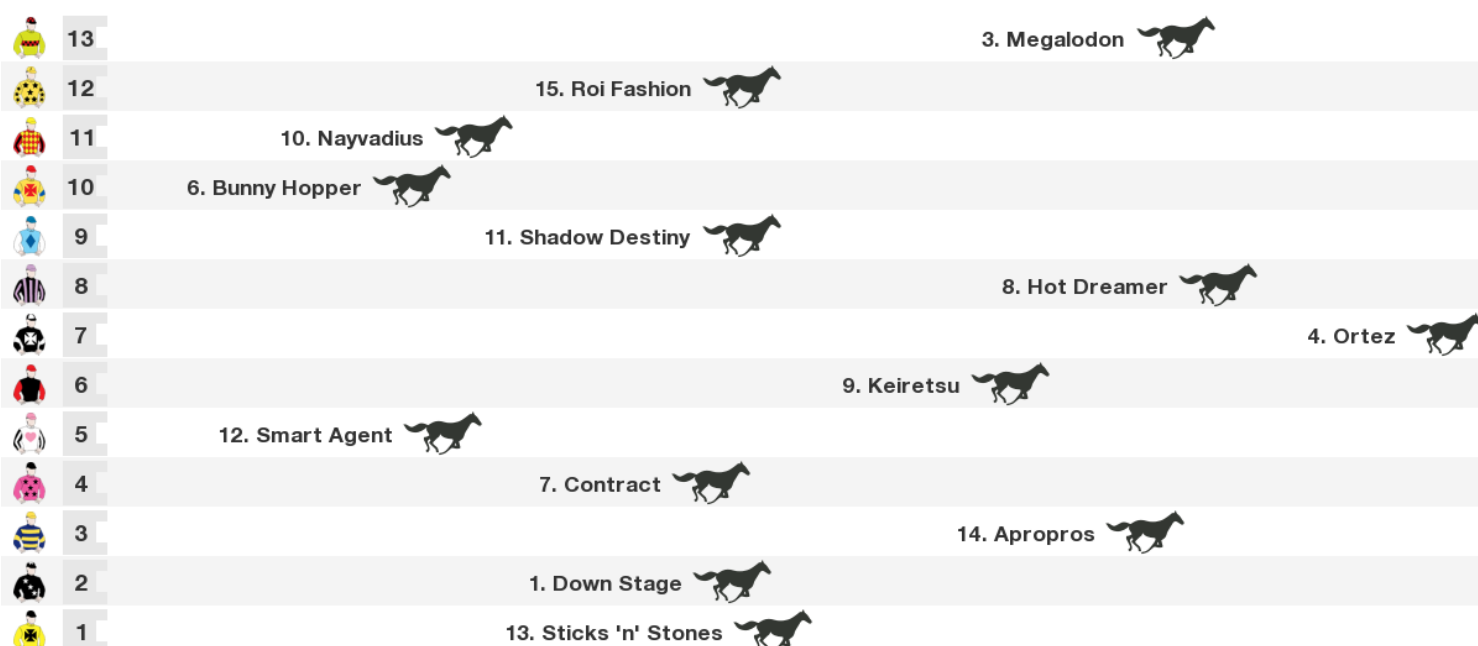 13 3. Megalodon
12 15. Roi Fashion
11 10. Nayvadius
10 6. Bunny Hopper
9 11. Shadow Destiny
8 8. Hot Dreamer
7 4. Ortez
6 9. Keiretsu
5 12. Smart Agent
4 7. Contract
3 14. Apropros
2 1. Down Stage
1 13. Sticks 'n' Stones